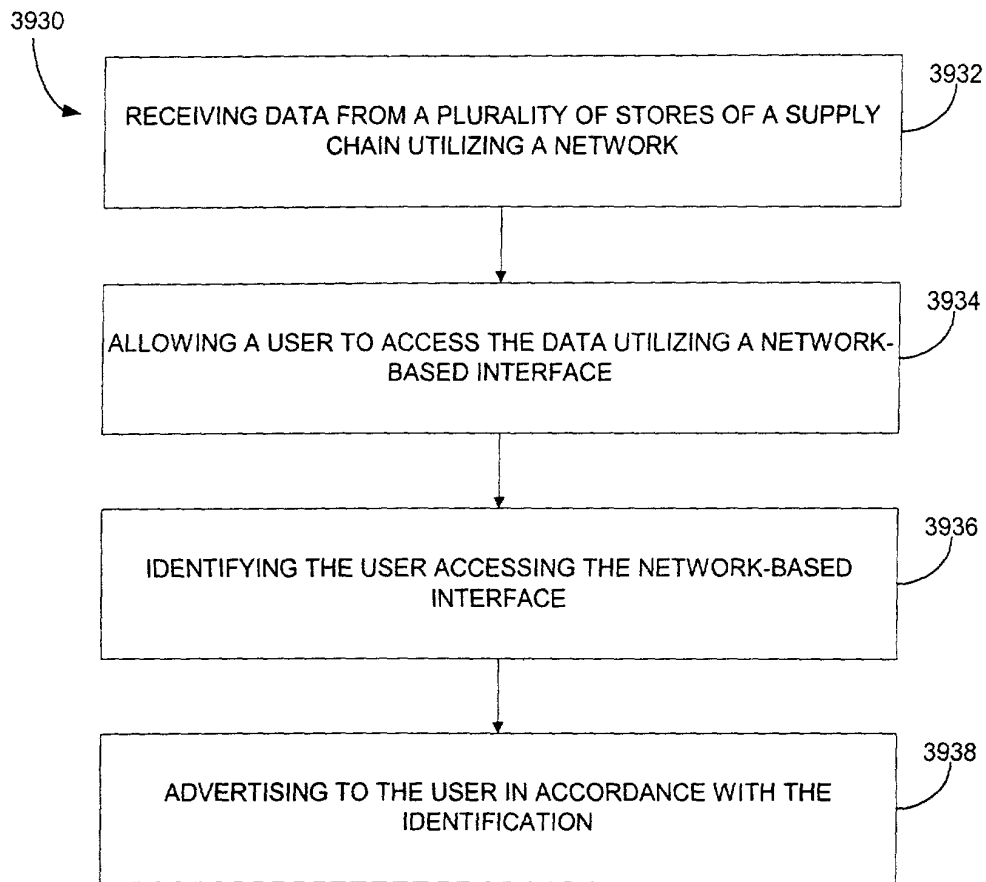 3930
3932
RECEIVING DATA FROM A PLURALITY OF STORES OF A SUPPLY
CHAIN UTILIZING A NETWORK
3934
ALLOWING A USER TO ACCESS THE DATA UTILIZING A NETWORK-
BASED INTERFACE
3936
IDENTIFYING THE USER ACCESSING THE NETWORK-BASED
INTERFACE
3938
ADVERTISING TO THE USER IN ACCORDANCE WITH THE
IDENTIFICATION